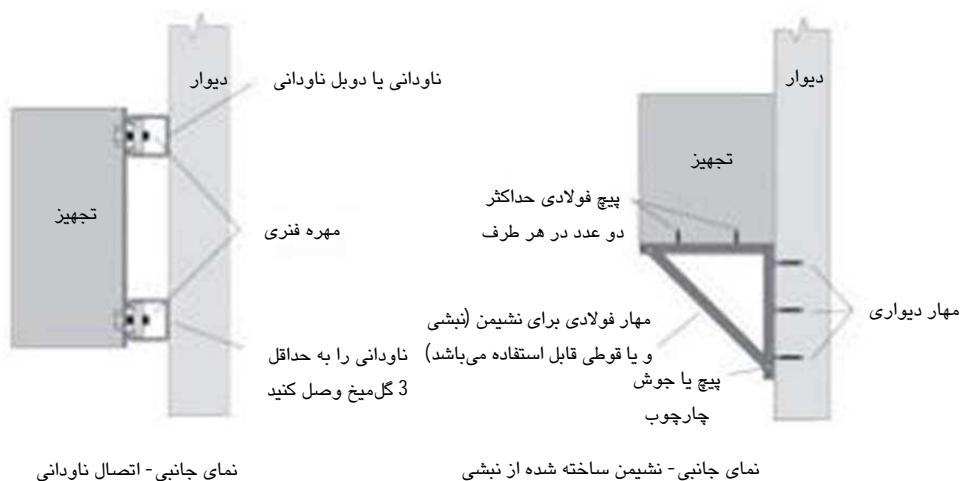 دیوار
تجهیز
پیچ فولادی حداکثر
دو عدد در هر طرف
مهار دیواری
مهار فولادی برای نشیمن (نبشی
و یا قوطی قابل استفاده می‌باشد)
پیچ یا جوش
چارچوب
نمای جانبی- نشیمن ساخته شده از نبشی
دیوار
ناودانی یا دوبل ناودانی
تجهیز
مهره فنری
ناودانی را به حداقل
3 گل‌میخ وصل کنید
نمای جانبی- اتصال ناودانی